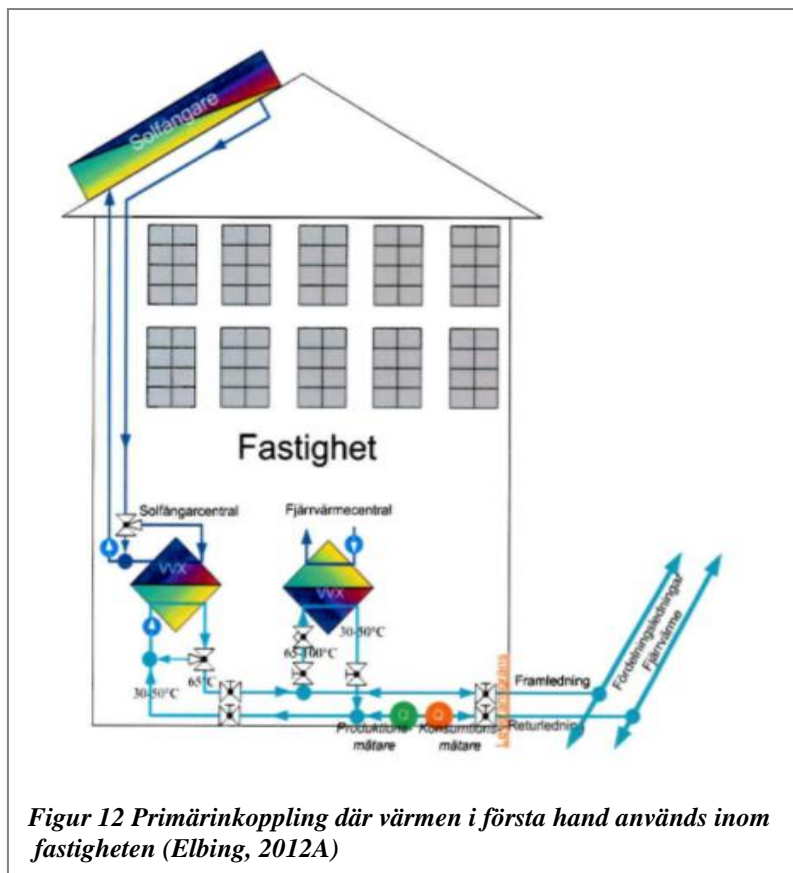 Solfångare
Fastighet
Solfångarcentral
Fjärrvärmecentral
VVX
VVX
30-50°C
65-100°C
65°C
30-50°C
Framledning
Returledning
Produktions-
mätare
Konsumtions-
mätare
Q
Q
Fördelningsledningar
Fjärrvärme
Figur 12 Primärinkoppling där värmen i första hand används inom
fastigheten (Elbing, 2012A)